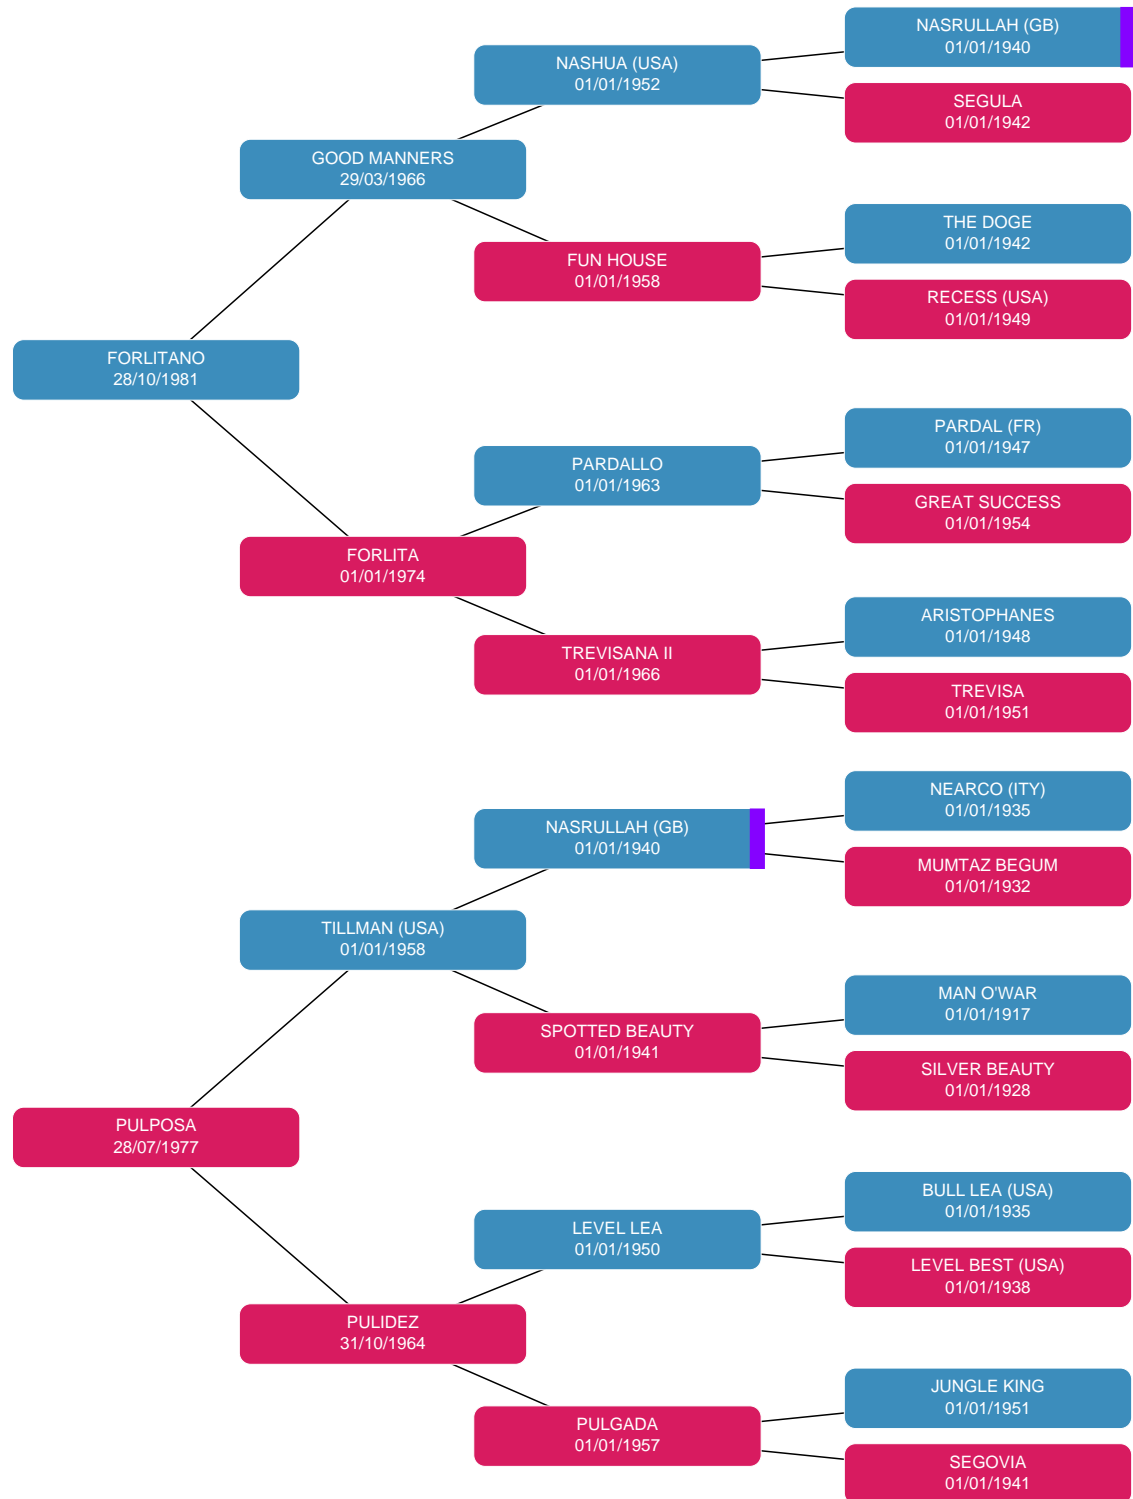 NASRULLAH (GB)
01/01/1940
NASHUA (USA)
01/01/1952
SEGULA
01/01/1942
GOOD MANNERS
29/03/1966
THE DOGE
01/01/1942
FUN HOUSE
01/01/1958
RECESS (USA)
01/01/1949
FORLITANO
28/10/1981
PARDAL (FR)
01/01/1947
PARDALLO
01/01/1963
GREAT SUCCESS
01/01/1954
FORLITA
01/01/1974
ARISTOPHANES
01/01/1948
TREVISANA II
01/01/1966
TREVISA
01/01/1951
NEARCO (ITY)
01/01/1935
NASRULLAH (GB)
01/01/1940
MUMTAZ BEGUM
01/01/1932
TILLMAN (USA)
01/01/1958
MAN O'WAR
01/01/1917
SPOTTED BEAUTY
01/01/1941
SILVER BEAUTY
01/01/1928
PULPOSA
28/07/1977
BULL LEA (USA)
01/01/1935
LEVEL LEA
01/01/1950
LEVEL BEST (USA)
01/01/1938
PULIDEZ
31/10/1964
JUNGLE KING
01/01/1951
PULGADA
01/01/1957
SEGOVIA
01/01/1941